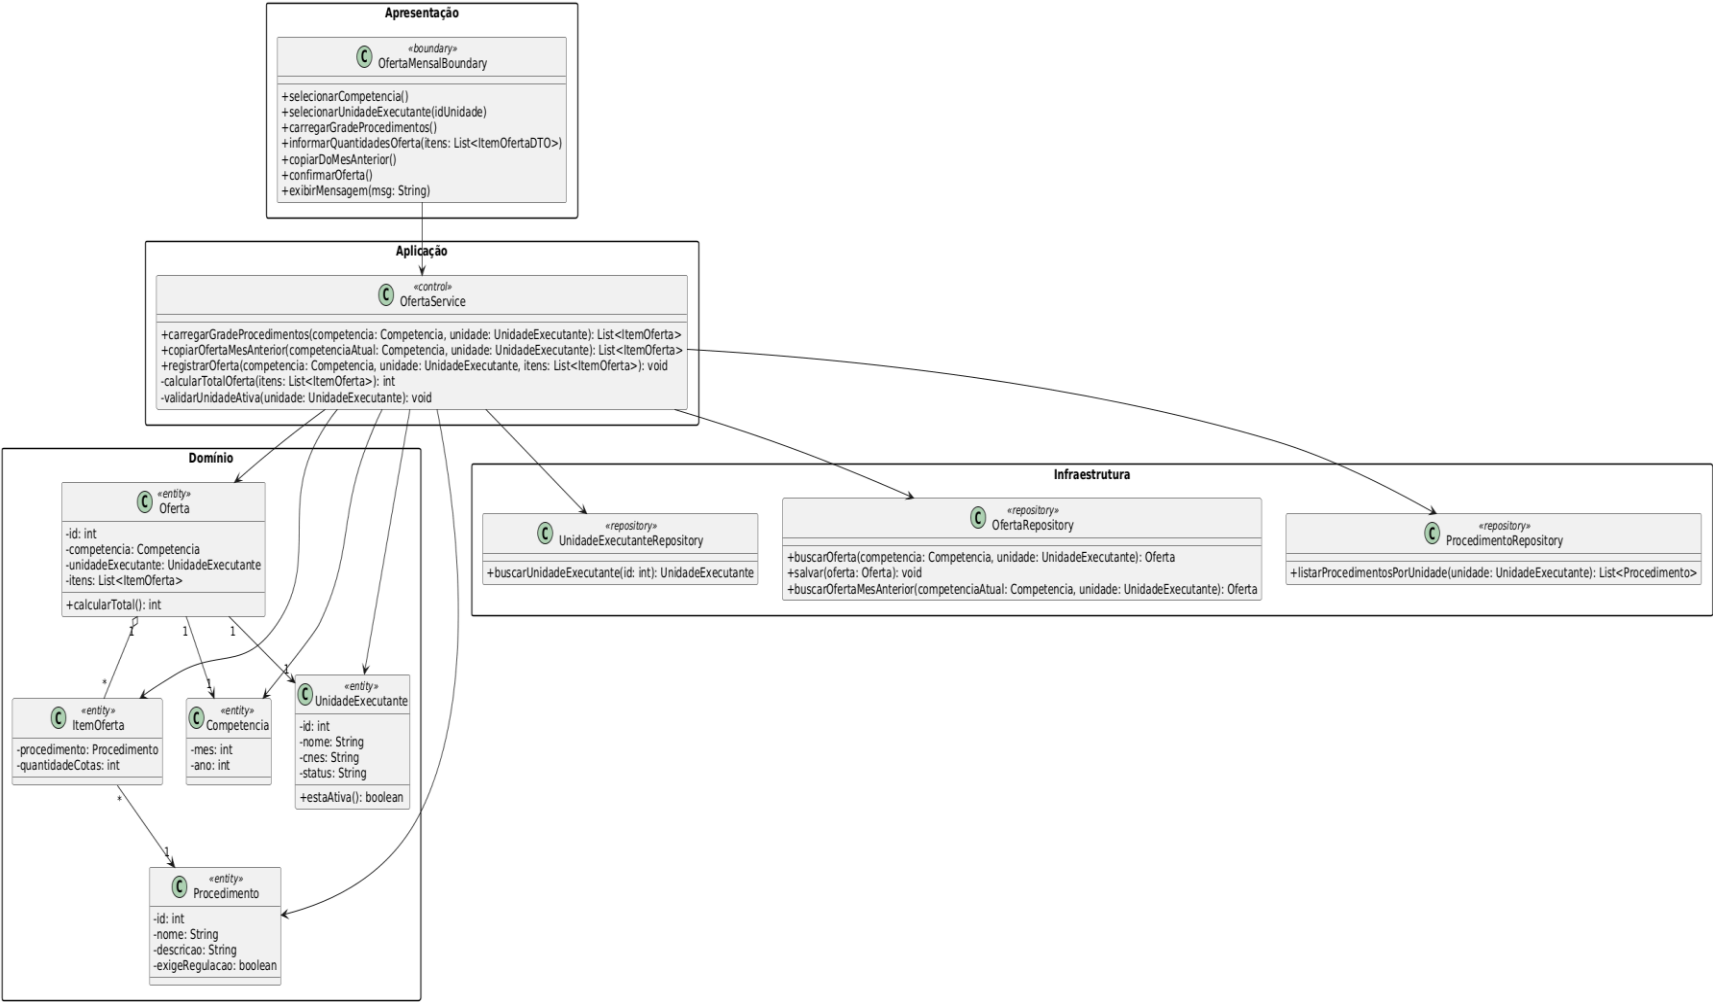 Apresentação
«boundary»
C OfertaMensalBoundary
+selecionarCompetencia()
+selecionarUnidadeExecutante(idUnidade)
+carregarGradeProcedimentos()
+informarQuantidadesOferta(itens: List<ItemOfertaDTO>)
+copiarDoMesAnterior()
+confirmarOferta()
+exibirMensagem(msg: String)
Aplicação
«control»
C OfertaService
+carregarGradeProcedimentos(competencia: Competencia, unidade: UnidadeExecutante): List<ItemOferta>
+copiarOfertaMesAnterior(competenciaAtual: Competencia, unidade: UnidadeExecutante): List<ItemOferta>
+registrarOferta(competencia: Competencia, unidade: UnidadeExecutante, itens: List<ItemOferta>): void
-calcularTotalOferta(itens: List<ItemOferta>): int
-validarUnidadeAtiva(unidade: UnidadeExecutante): void
Domínio
«entity»
C Oferta
-id: int
-competencia: Competencia
-unidadeExecutante: UnidadeExecutante
-itens: List<ItemOferta>
+calcularTotal(): int
1 1 1
* 1 1
«entity»
C ItemOferta
-procedimento: Procedimento
-quantidadeCotas: int
«entity»
C Competencia
-mes: int
-ano: int
«entity»
C UnidadeExecutante
-id: int
-nome: String
-cnes: String
-status: String
+estaAtiva(): boolean
*
1
«entity»
C Procedimento
-id: int
-nome: String
-descricao: String
-exigeRegulacao: boolean
Infraestrutura
«repository»
C UnidadeExecutanteRepository
+buscarUnidadeExecutante(id: int): UnidadeExecutante
«repository»
C OfertaRepository
+buscarOferta(competencia: Competencia, unidade: UnidadeExecutante): Oferta
+salvar(oferta: Oferta): void
+buscarOfertaMesAnterior(competenciaAtual: Competencia, unidade: UnidadeExecutante): Oferta
«repository»
C ProcedimentoRepository
+listarProcedimentosPorUnidade(unidade: UnidadeExecutante): List<Procedimento>